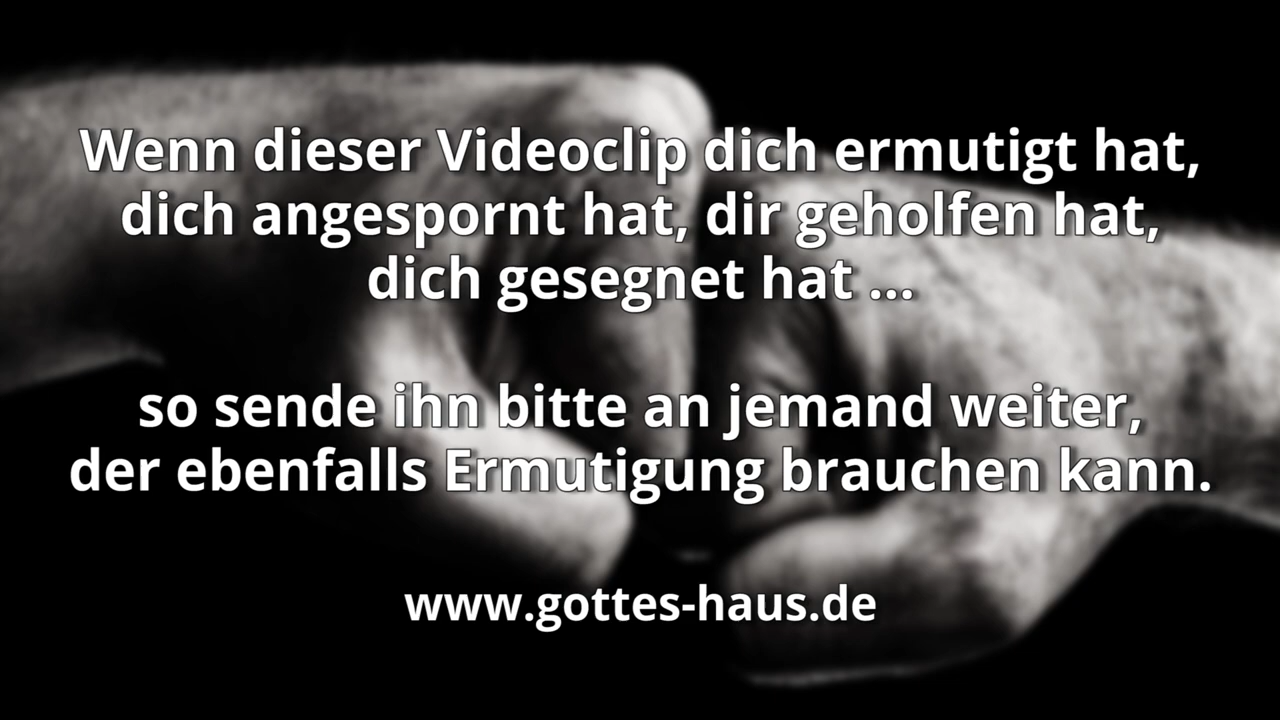 Wenn dieser Videoclip dich ermutigt hat,
dich angespornt hat, dir geholfen hat,
dich gesegnet hat ...
so sende ihn bitte an jemand weiter,
der ebenfalls Ermutigung brauchen kann.
www.gottes-haus.de